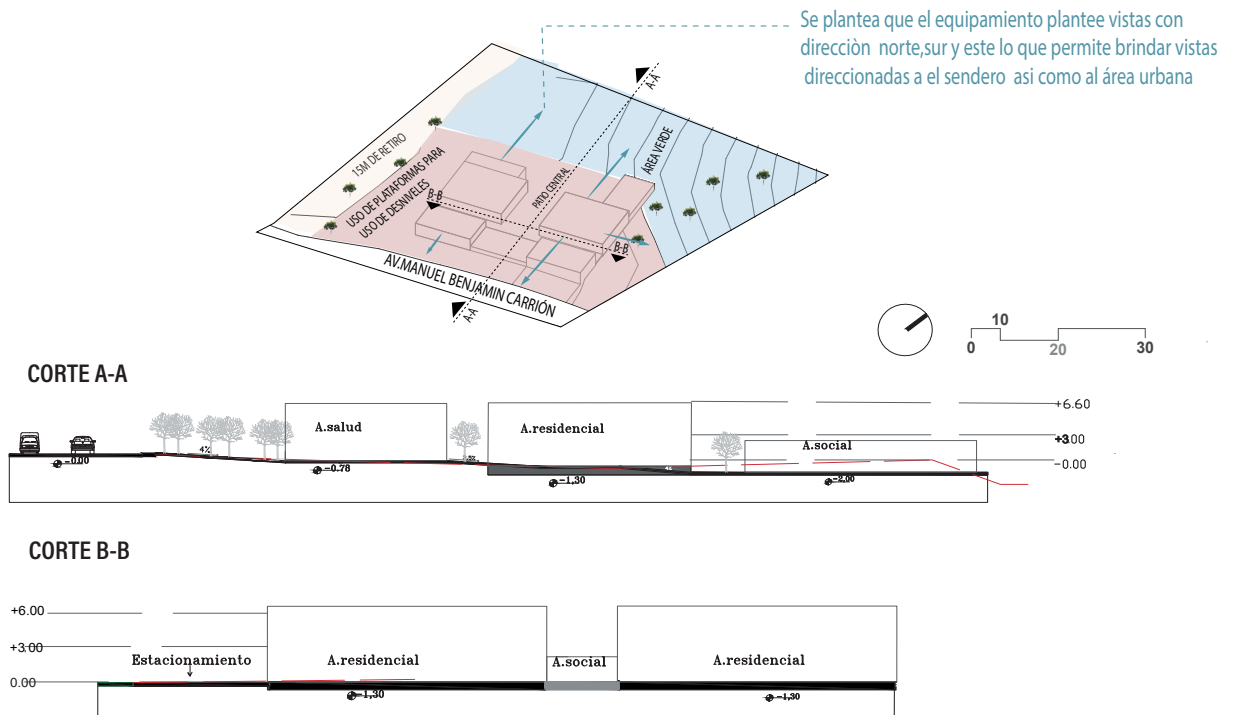 Se plantea que el equipamiento plantee vistas con
direcciòn norte,sur y este lo que permite brindar vistas
direccionadas a el sendero asi como al área urbana
A-A
15M DE RETIRO
USO DE PLATAFORMAS PARA
USO DE DESNIVELES
ÁREA VERDE
PATIO CENTRAL
B-B
B-B
AV.MANUEL BENJAMIN CARRIÓN
A-A
10
0
20
30
CORTE A-A
A.salud
A.residencial
A.social
+6.60
+3.00
-0.00
4%
-0.00
-0.78
-1,30
-2,00
CORTE B-B
+6.00
+3.00
0.00
Estacionamiento
A.residencial
A.social
A.residencial
-1,30
-1,30